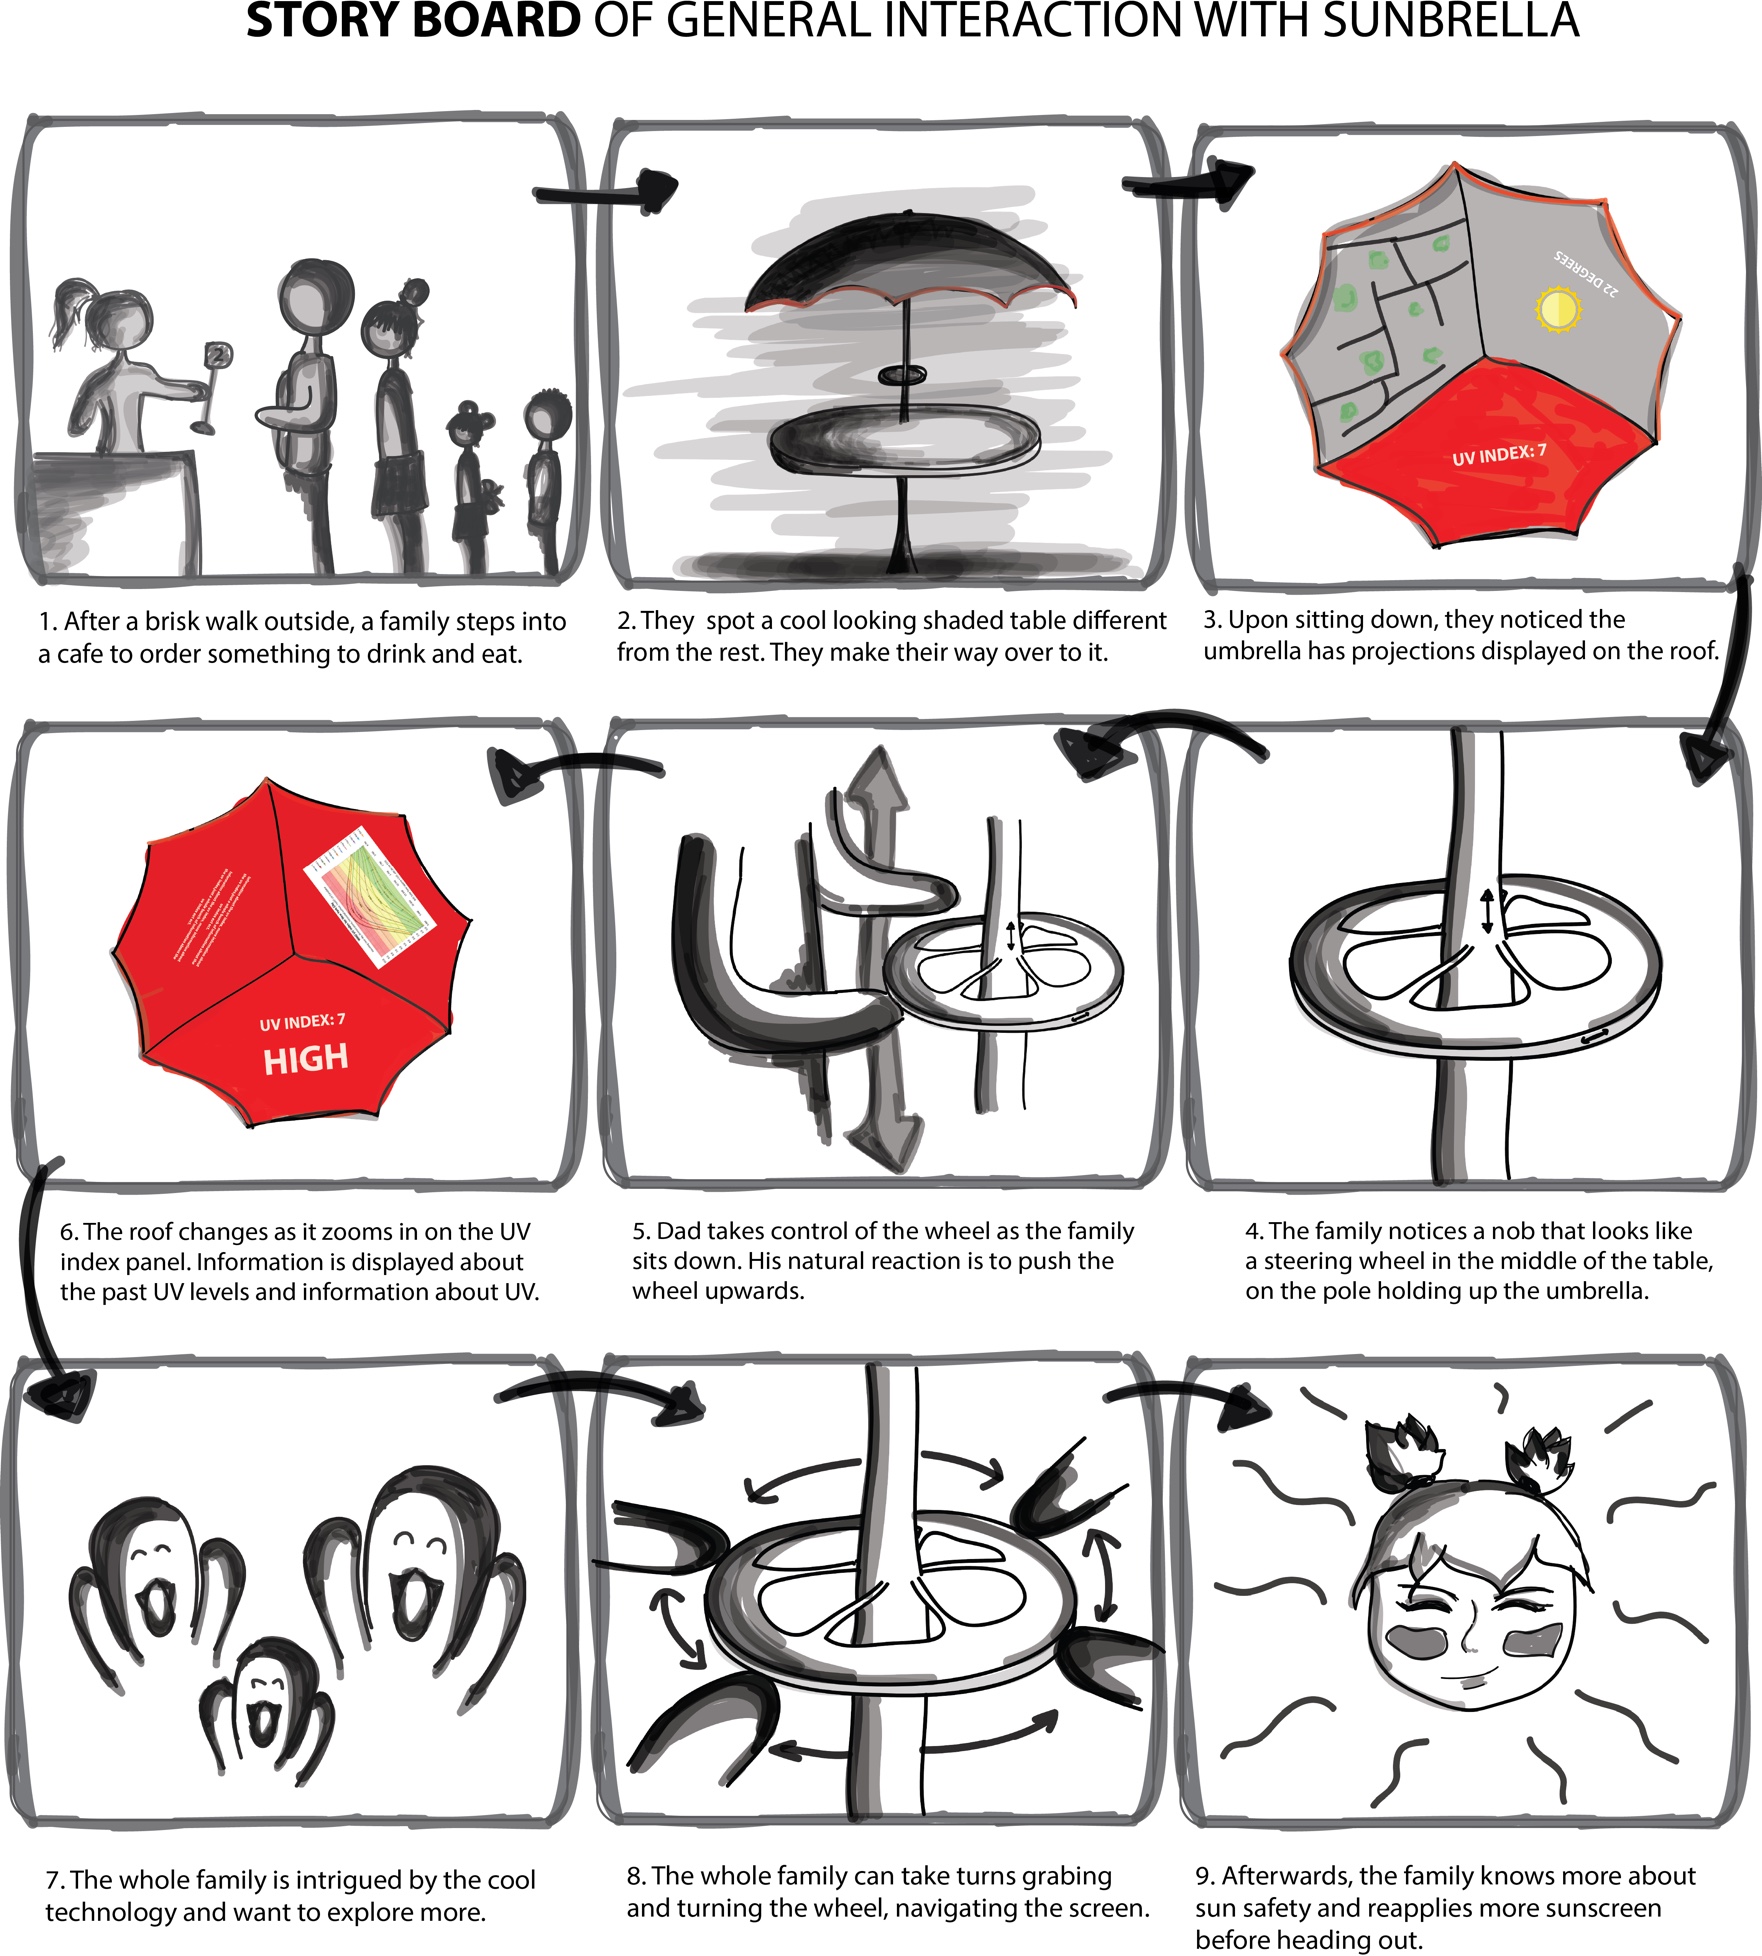 STORY BOARD OF GENERAL INTERACTION WITH SUNBRELLA
2
22 DEGREES
UV INDEX: 7
1. After a brisk walk outside, a family steps into
a cafe to order something to drink and eat.
2. They spot a cool looking shaded table different
from the rest. They make their way over to it.
3. Upon sitting down, they noticed the
umbrella has projections displayed on the roof.
UV INDEX: 7
HIGH
4. The family notices a nob that looks like
a steering wheel in the middle of the table,
on the pole holding up the umbrella.
5. Dad takes control of the wheel as the family
sits down. His natural reaction is to push the
wheel upwards.
6. The roof changes as it zooms in on the UV
index panel. Information is displayed about
the past UV levels and information about UV.
7. The whole family is intrigued by the cool
technology and want to explore more.
8. The whole family can take turns grabing
and turning the wheel, navigating the screen.
9. Afterwards, the family knows more about
sun safety and reapplies more sunscreen
before heading out.